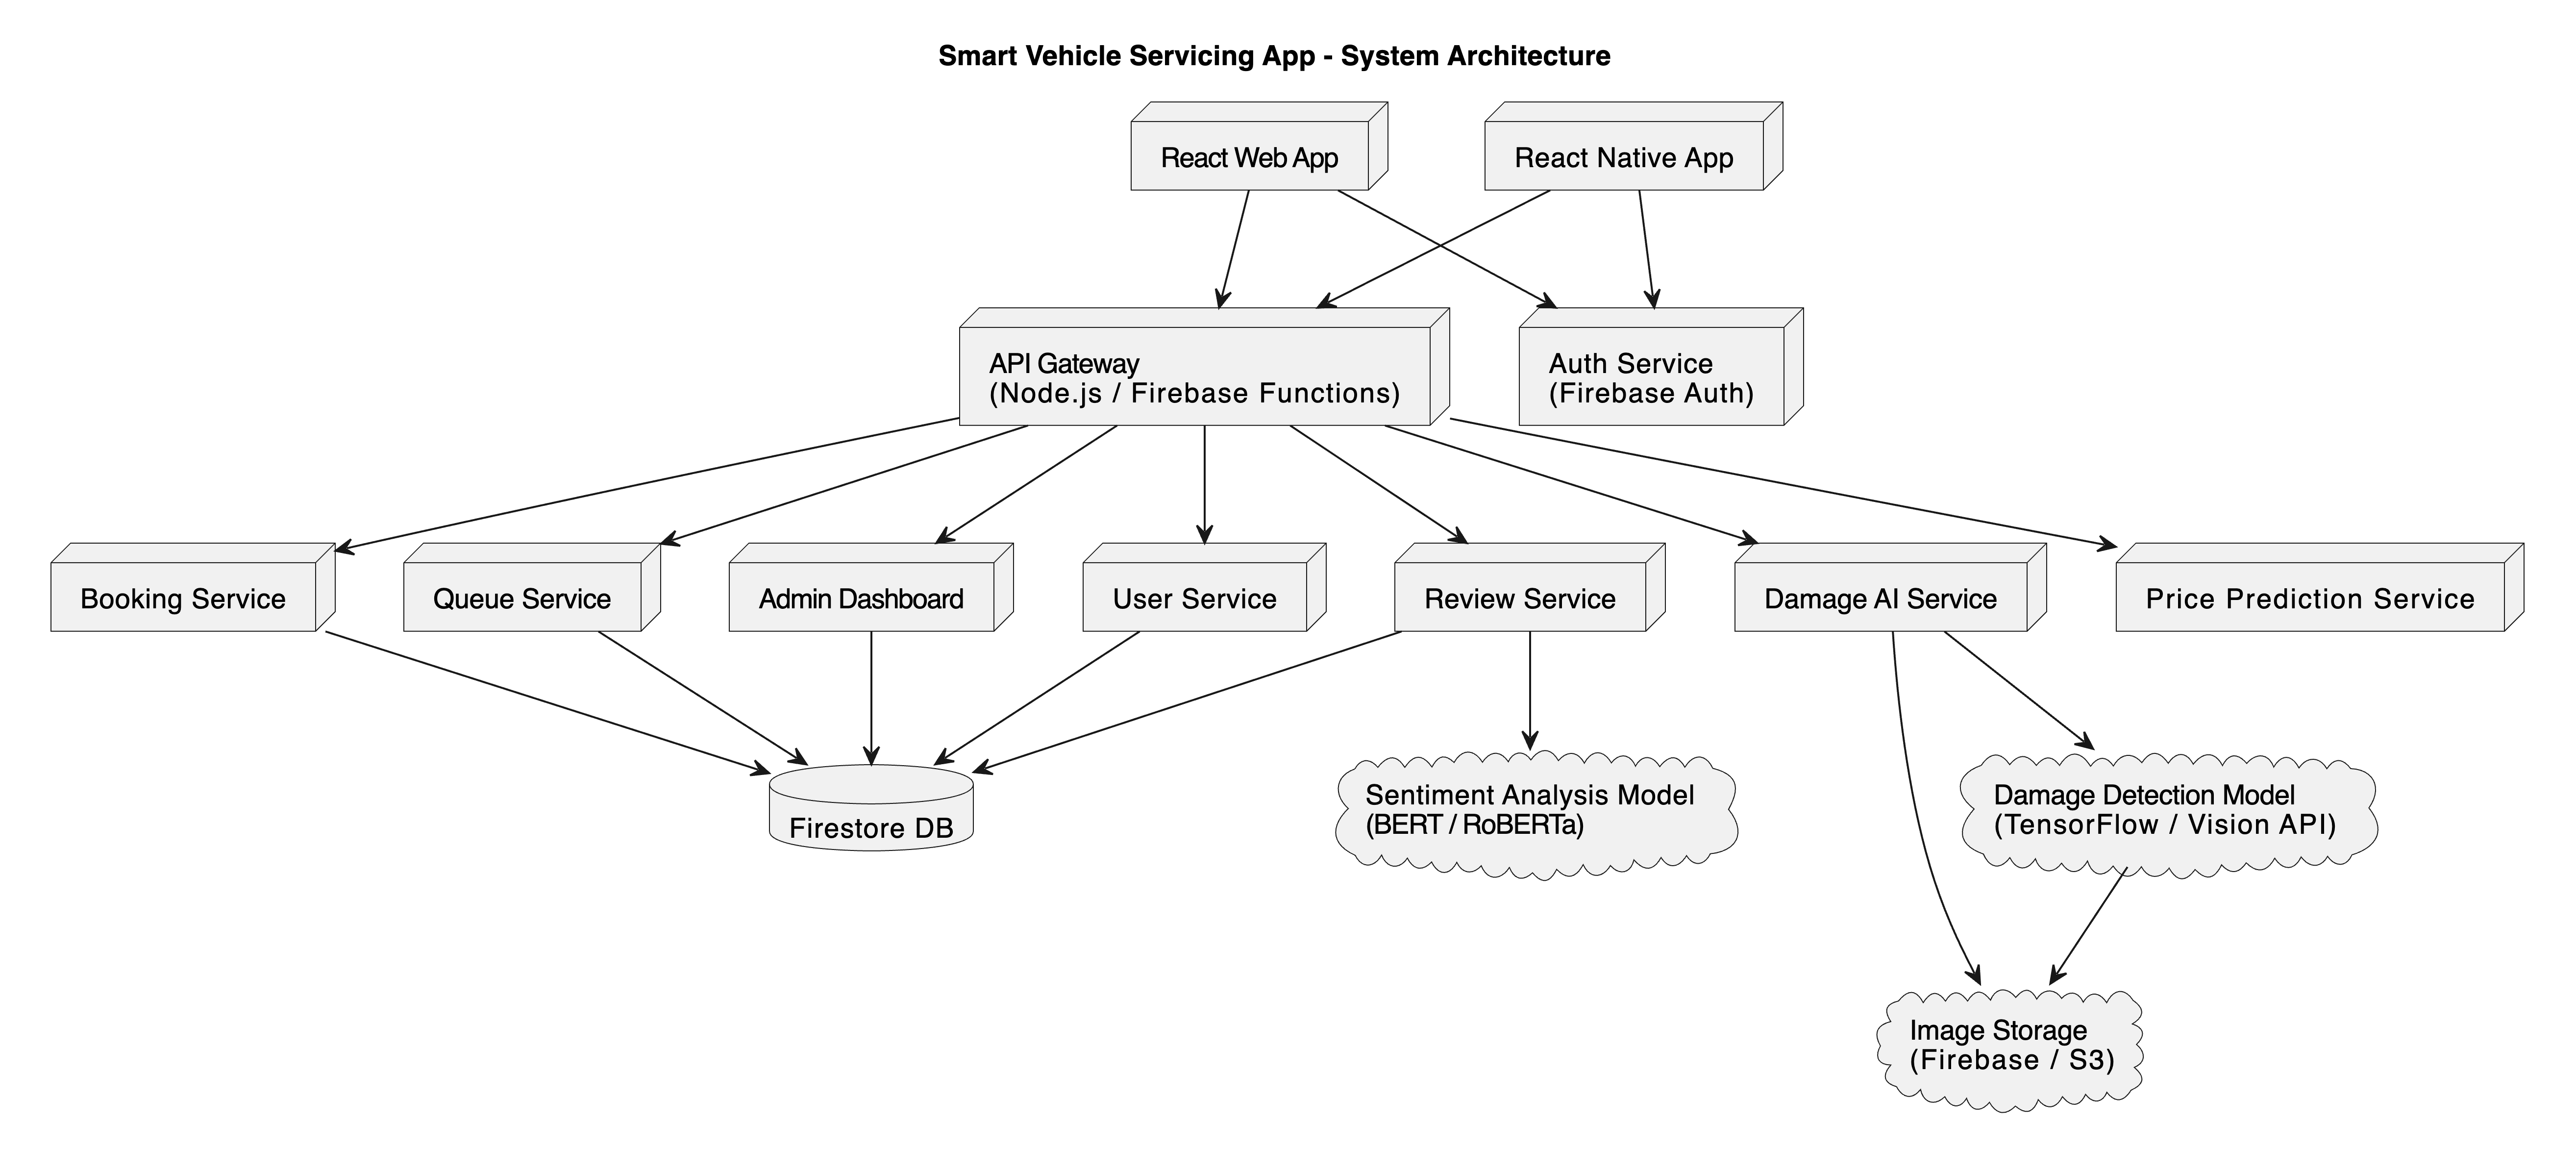 Smart Vehicle Servicing App - System Architecture
React Web App
React Native App
API Gateway
(Node.js / Firebase Functions)
Auth Service
(Firebase Auth)
Booking Service
Queue Service
Admin Dashboard
User Service
Review Service
Damage AI Service
Price Prediction Service
Firestore DB
Sentiment Analysis Model
(BERT / RoBERTa)
Damage Detection Model
(TensorFlow / Vision API)
Image Storage
(Firebase / S3)